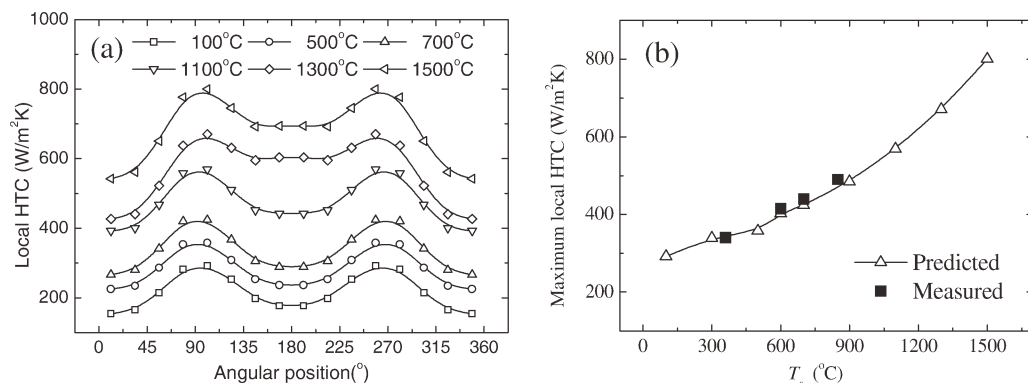 (a)
100°C 500°C 700°C
1100°C 1300°C 1500°C
1000
800
600
400
200
Local HTC (W/m²K)
0 45 90 135 180 225 270 315 360
Angular position(°)
(b)
800
600
400
200
Maximum local HTC (W/m²K)
Predicted
Measured
0 300 600 900 1200 1500
(°C)